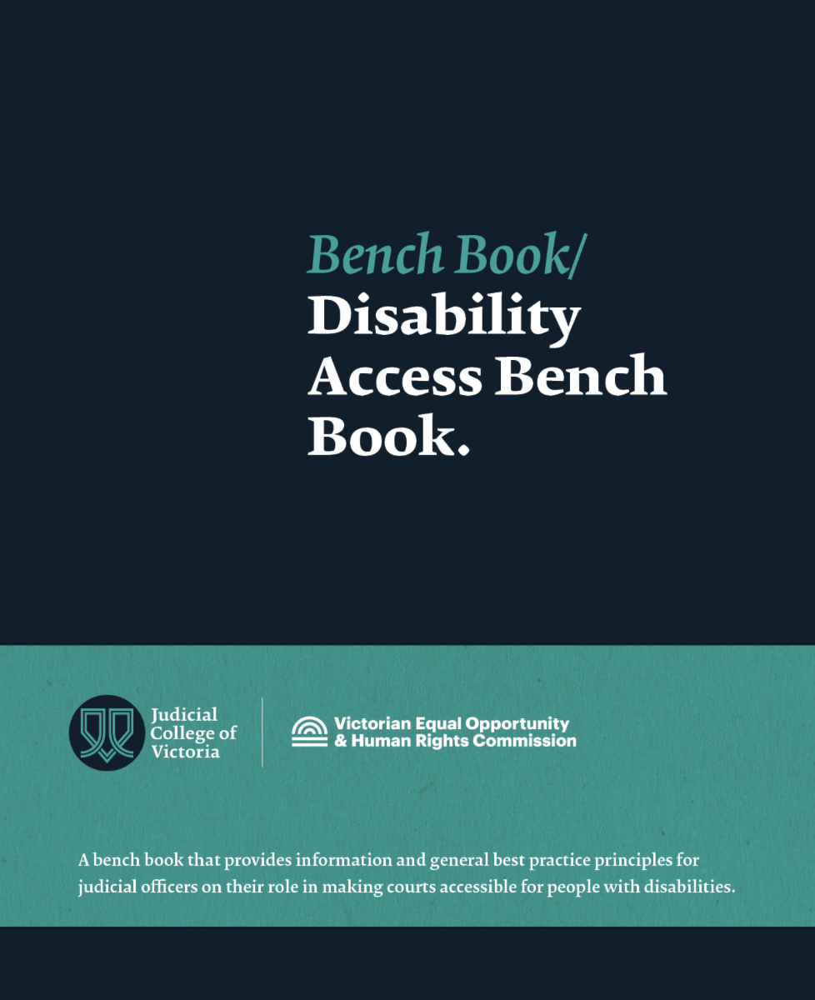 Bench Book/
Disability
Access Bench
Book.
Judicial
College of
Victoria
Victorian Equal Opportunity
& Human Rights Commission
A bench book that provides information and general best practice principles for
judicial officers on their role in making courts accessible for people with disabilities.